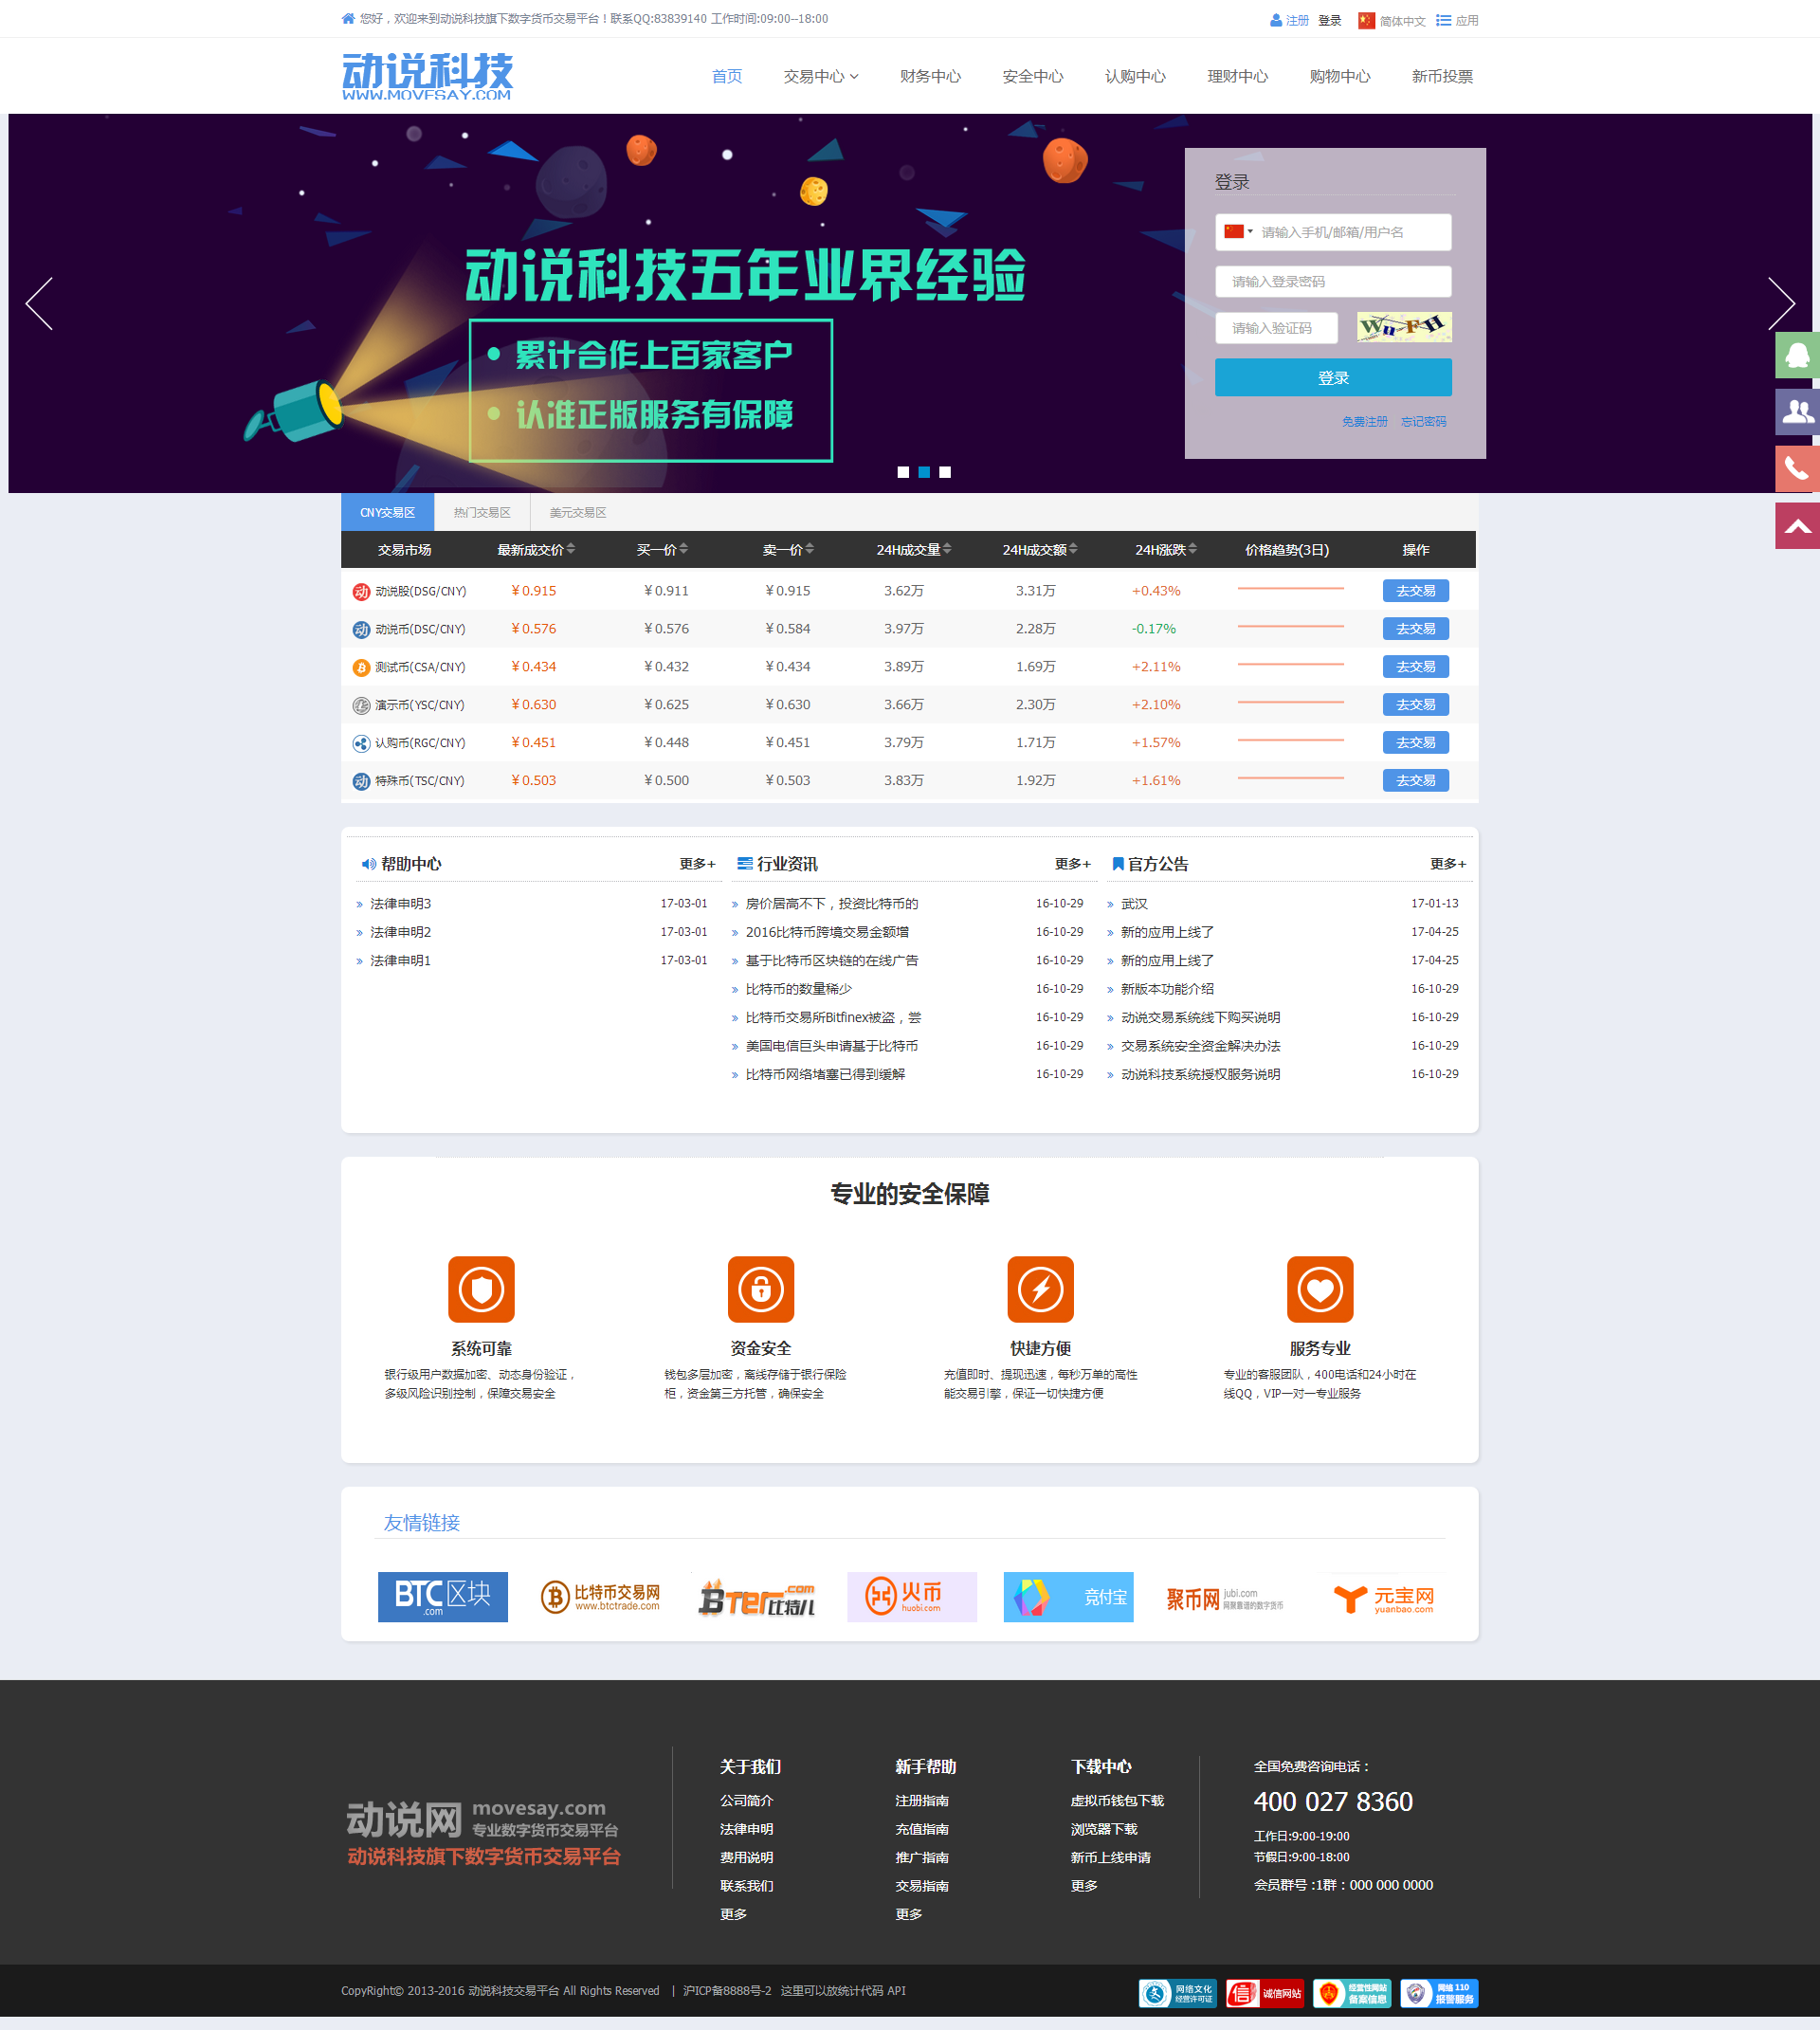 您好，欢迎来到动说科技旗下数字货币交易平台！联系QQ:83839140 工作时间:09:00--18:00
注册 登录 简体中文 应用
动说科技
WWW.MOVESAY.COM
首页 交易中心 财务中心 安全中心 认购中心 理财中心 购物中心 新币投票
动说科技五年业界经验
• 累计合作上百家客户
• 认准正版服务有保障
登录
请输入手机/邮箱/用户名
请输入登录密码
请输入验证码 WuFH
登录
免费注册 忘记密码
CNY交易区 热门交易区 美元交易区
交易市场 最新成交价 买一价 卖一价 24H成交量 24H成交额 24H涨跌 价格趋势(3日) 操作
动 动说股(DSG/CNY) ￥0.915 ￥0.911 ￥0.915 3.62万 3.31万 +0.43% 去交易
动 动说币(DSC/CNY) ￥0.576 ￥0.576 ￥0.584 3.97万 2.28万 -0.17% 去交易
测试币(CSA/CNY) ￥0.434 ￥0.432 ￥0.434 3.89万 1.69万 +2.11% 去交易
演示币(YSC/CNY) ￥0.630 ￥0.625 ￥0.630 3.66万 2.30万 +2.10% 去交易
认购币(RGC/CNY) ￥0.451 ￥0.448 ￥0.451 3.79万 1.71万 +1.57% 去交易
动 特殊币(TSC/CNY) ￥0.503 ￥0.500 ￥0.503 3.83万 1.92万 +1.61% 去交易
帮助中心 更多+
法律申明3 17-03-01
法律申明2 17-03-01
法律申明1 17-03-01
行业资讯 更多+
房价居高不下，投资比特币的 16-10-29
2016比特币跨境交易金额增 16-10-29
基于比特币区块链的在线广告 16-10-29
比特币的数量稀少 16-10-29
比特币交易所Bitfinex被盗，尝 16-10-29
美国电信巨头申请基于比特币 16-10-29
比特币网络堵塞已得到缓解 16-10-29
官方公告 更多+
武汉 17-01-13
新的应用上线了 17-04-25
新的应用上线了 17-04-25
新版本功能介绍 16-10-29
动说交易系统线下购买说明 16-10-29
交易系统安全资金解决办法 16-10-29
动说科技系统授权服务说明 16-10-29
专业的安全保障
系统可靠
银行级用户数据加密、动态身份验证，
多级风险识别控制，保障交易安全
资金安全
钱包多层加密，离线存储于银行保险
柜，资金第三方托管，确保安全
快捷方便
充值即时、提现迅速，每秒万单的高性
能交易引擎，保证一切快捷方便
服务专业
专业的客服团队，400电话和24小时在
线QQ，VIP一对一专业服务
友情链接
BTC区块
.com
比特币交易网
www.btctrade.com
BTer.com
比特儿
火币
huobi.com
竞付宝
聚币网 jubi.com
网聚靠谱的数字货币
元宝网
yuanbao.com
动说网 movesay.com
专业数字货币交易平台
动说科技旗下数字货币交易平台
关于我们
公司简介
法律申明
费用说明
联系我们
更多
新手帮助
注册指南
充值指南
推广指南
交易指南
更多
下载中心
虚拟币钱包下载
浏览器下载
新币上线申请
更多
全国免费咨询电话：
400 027 8360
工作日:9:00-19:00
节假日:9:00-18:00
会员群号 :1群：000 000 0000
CopyRight© 2013-2016 动说科技交易平台 All Rights Reserved | 沪ICP备8888号-2 这里可以放统计代码 API
网络文化
经营许可证
信 诚信网站
经营性网站
备案信息
网络 110
报警服务